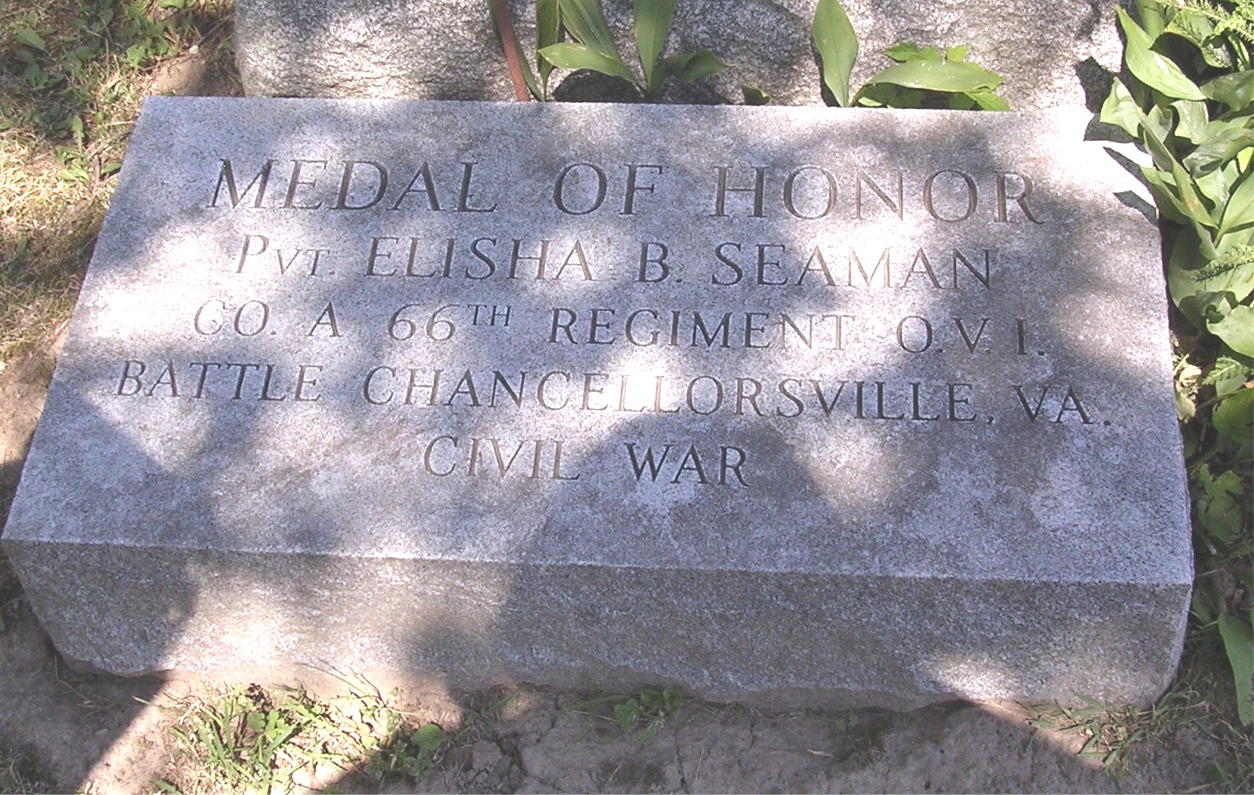 MEDAL OF HONOR
PVT. ELISHA B. SEAMAN
CO. A 66TH REGIMENT O.V.I.
BATTLE CHANCELLORSVILLE, VA.
CIVIL WAR